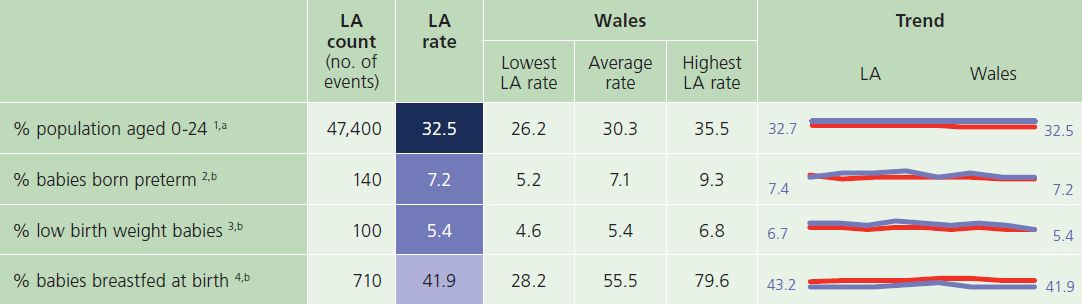 LA count (no. of events) LA rate Wales Trend
Lowest LA rate Average rate Highest LA rate LA Wales
% population aged 0-24 1,a 47,400 32.5 26.2 30.3 35.5 32.7 32.5
% babies born preterm 2,b 140 7.2 5.2 7.1 9.3 7.4 7.2
% low birth weight babies 3,b 100 5.4 4.6 5.4 6.8 6.7 5.4
% babies breastfed at birth 4,b 710 41.9 28.2 55.5 79.6 43.2 41.9